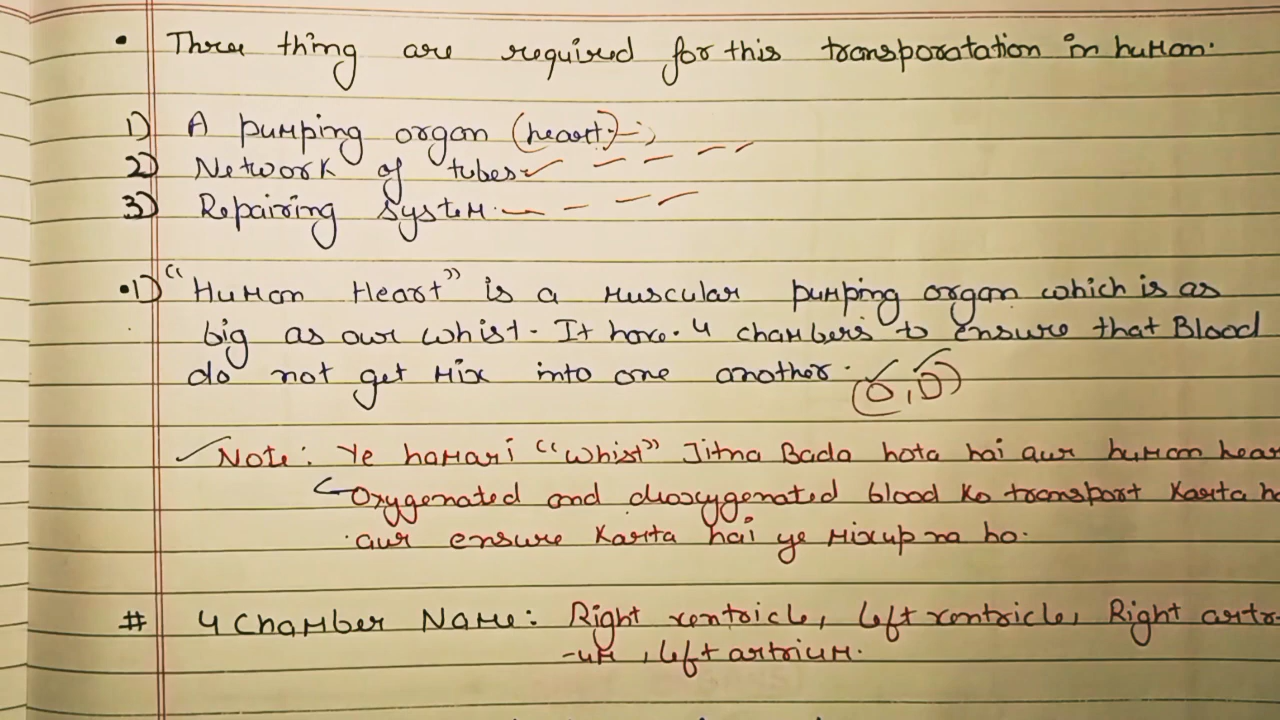 • Three thing are required for this transporatation in human.
1) A pumping organ (heart)
2) Network of tubes
3) Repairing system.
•1) "Human Heart" is a muscular pumping organ which is as
big as our whist. It have 4 chambers to ensure that Blood
do not get mix into one another. (O, D)
Note: Ye hamari "whist" Jitna Bada hota hai aur human hear
Oxygenated and deoxygenated blood ko transport karta h
aur ensure karta hai ye mixup na ho.
# 4 Chamber Name: Right ventricle, left ventricle, Right artr-
-um, left artrium.